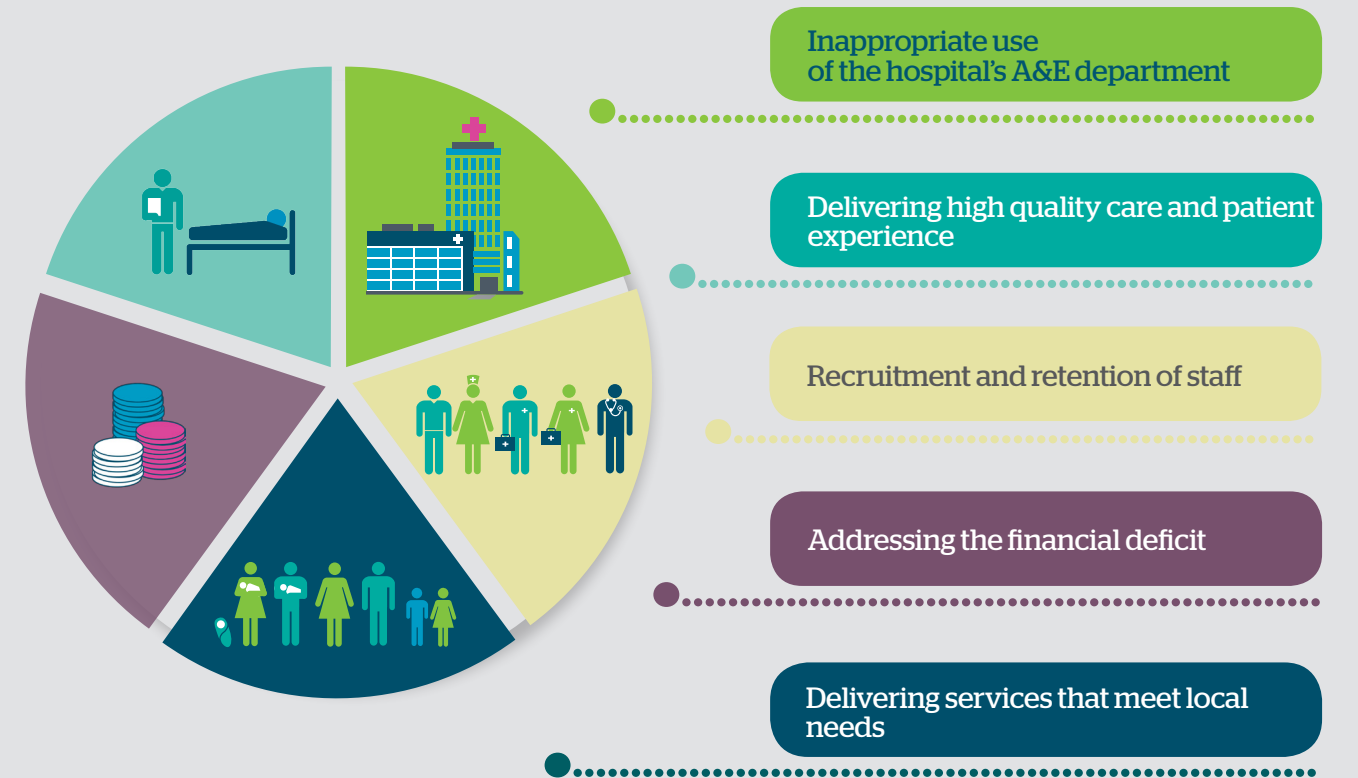 Inappropriate use
of the hospital's A&E department
Delivering high quality care and patient
experience
Recruitment and retention of staff
Addressing the financial deficit
Delivering services that meet local
needs